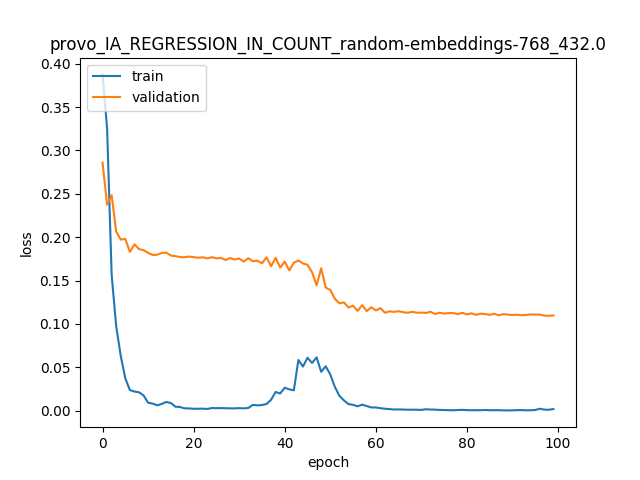 provo_IA_REGRESSION_IN_COUNT_random-embeddings-768_432.0
train
validation
0.40
0.35
0.30
0.25
0.20
0.15
0.10
0.05
0.00
loss
0 20 40 60 80 100
epoch